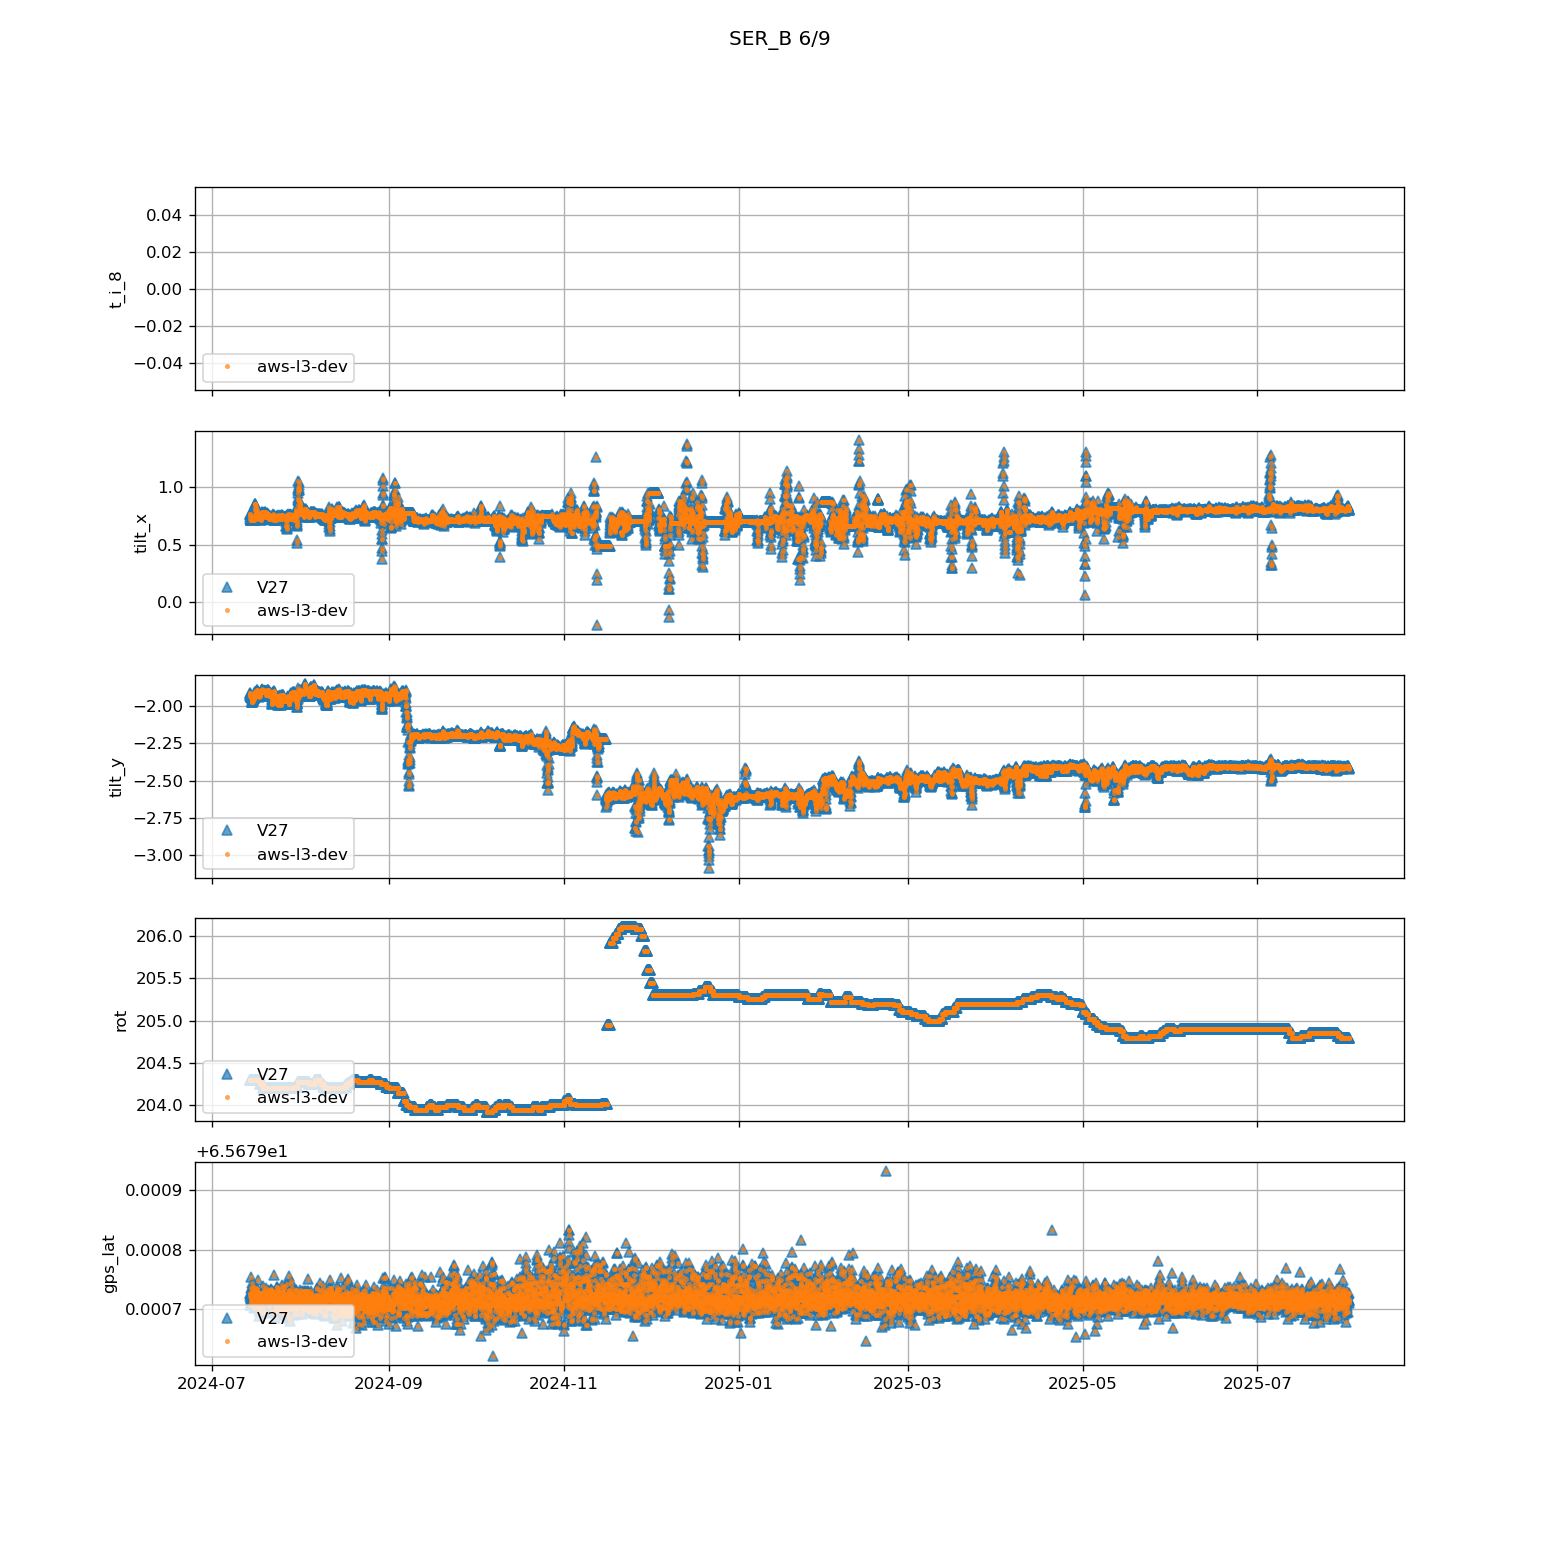 SER_B 6/9
0.04
0.02
0.00
−0.02
−0.04
t_i_8
aws-l3-dev
1.0
0.5
0.0
tilt_x
V27
aws-l3-dev
−2.00
−2.25
−2.50
−2.75
−3.00
tilt_y
V27
aws-l3-dev
206.0
205.5
205.0
204.5
204.0
rot
V27
aws-l3-dev
+6.5679e1
0.0009
0.0008
0.0007
gps_lat
V27
aws-l3-dev
2024-07 2024-09 2024-11 2025-01 2025-03 2025-05 2025-07